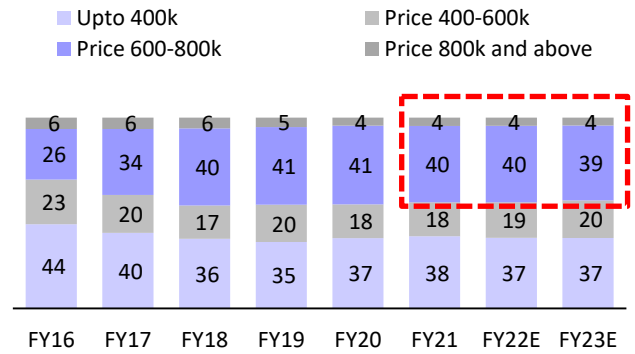 Upto 400k Price 400-600k
Price 600-800k Price 800k and above
6 6 6 5 4 4 4 4
26 34 40 41 41 40 40 39
23 20 17 20 18 18 19 20
44 40 36 35 37 38 37 37
FY16 FY17 FY18 FY19 FY20 FY21 FY22E FY23E